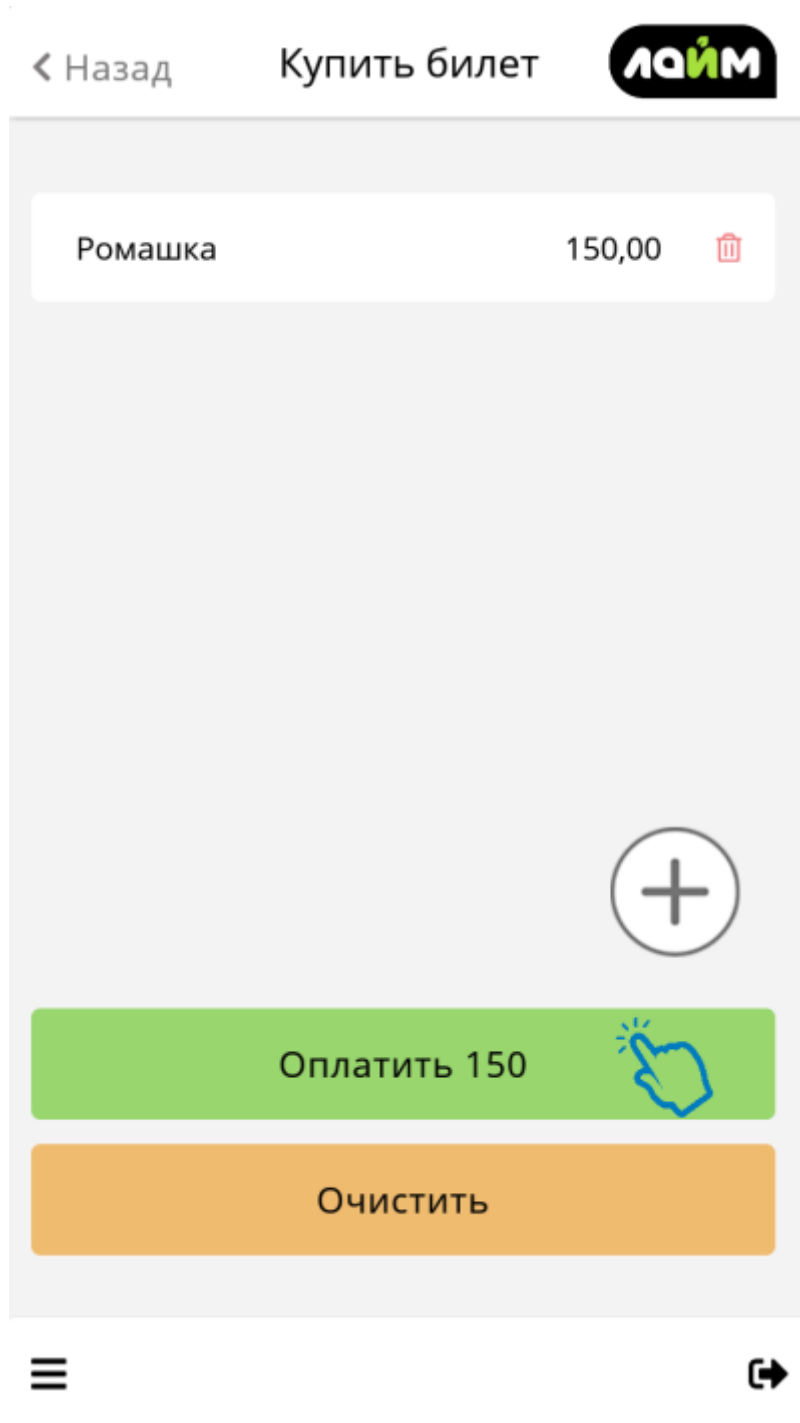 Назад
Купить билет
лайм
Ромашка 150,00
Оплатить 150
Очистить